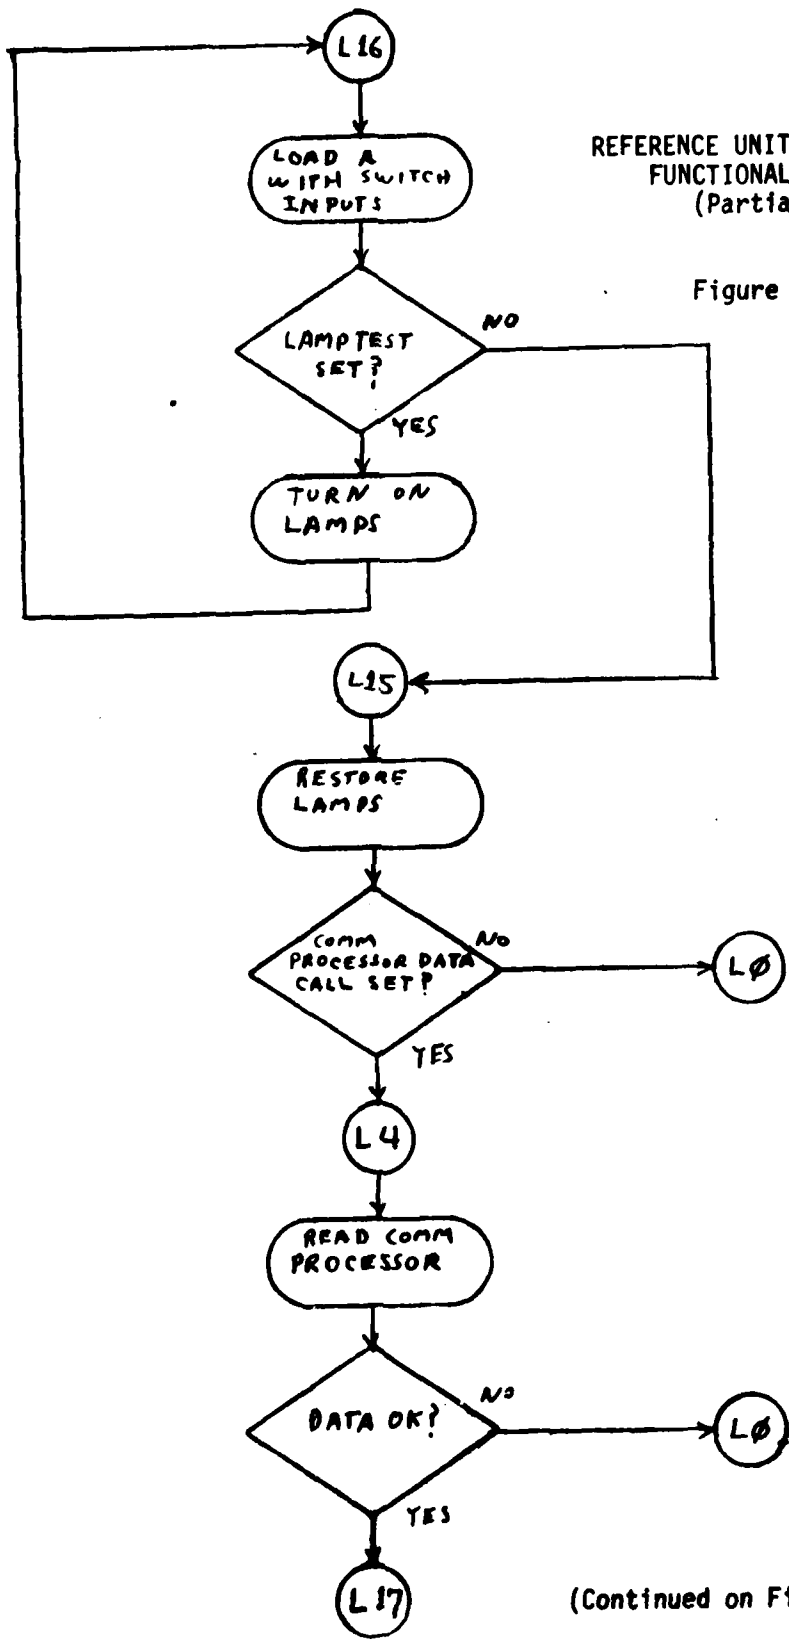 L16
LOAD A
WITH SWITCH
INPUTS
REFERENCE UNIT
FUNCTIONAL
(Partia
Figure
LAMPTEST
SET?
NO
YES
TURN ON
LAMPS
L15
RESTORE
LAMPS
COMM
PROCESSOR DATA
CALL SET?
NO
LØ
YES
L4
READ COMM
PROCESSOR
DATA OK?
NO
LØ
YES
L17
(Continued on Fi